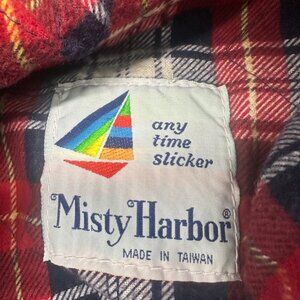 any
time
slicker
Misty Harbor®
MADE IN TAIWAN